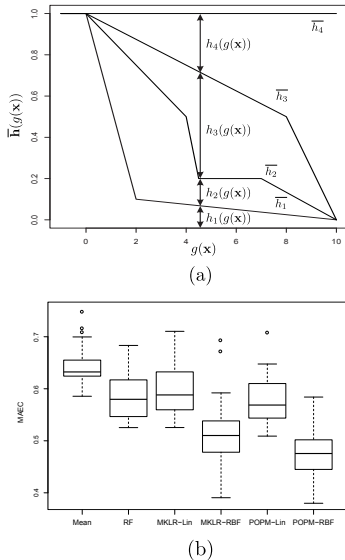 1.0
0.8
0.6
0.4
0.2
0.0
h̅(g(x))
h₄(g(x))
h̅₄
h₃(g(x))
h̅₃
h₂(g(x))
h̅₂
h₁(g(x))
h̅₁
0 2 4 6 8 10
g(x)
(a)
0.7
0.6
0.5
0.4
MAEC
Mean RF MKLR-Lin MKLR-RBF POPM-Lin POPM-RBF
(b)